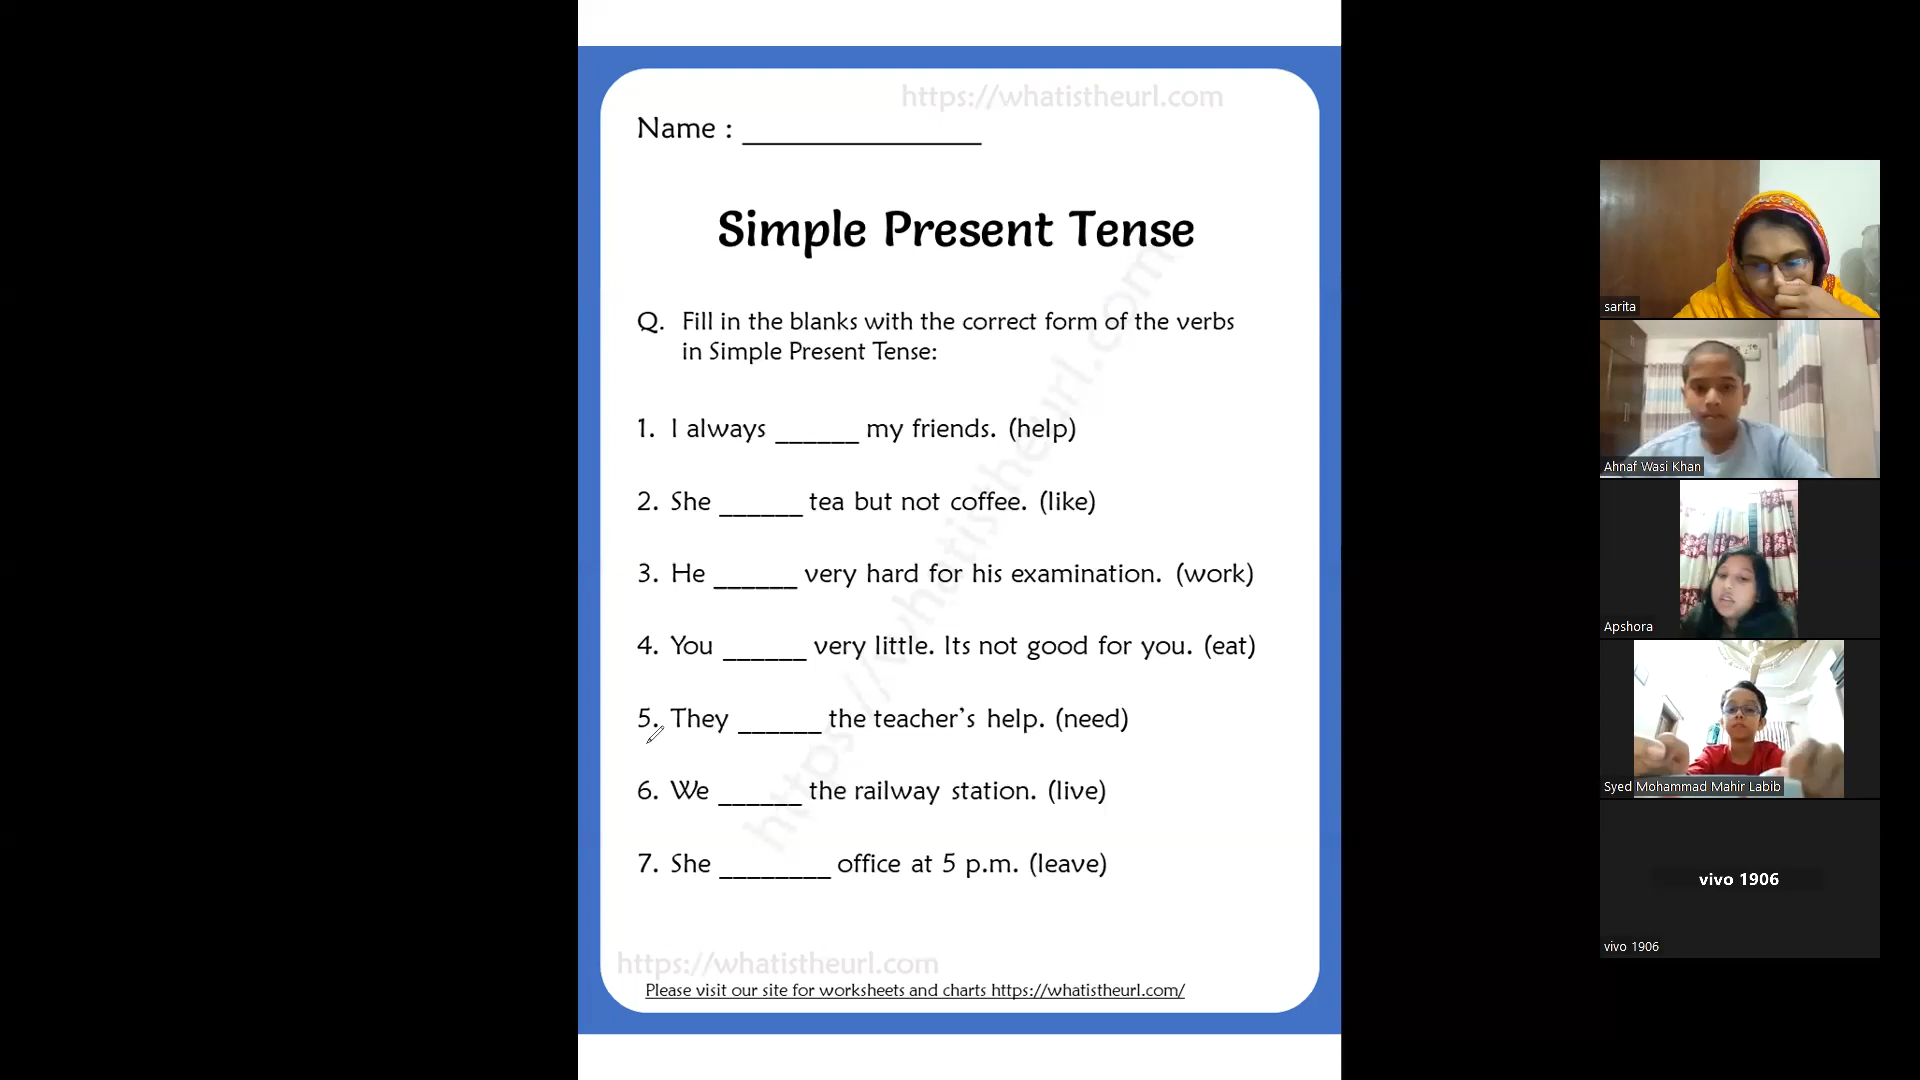 https://whatistheurl.com
Name : _______________
Simple Present Tense
Q. Fill in the blanks with the correct form of the verbs
in Simple Present Tense:
1. I always ______ my friends. (help)
2. She ______ tea but not coffee. (like)
3. He ______ very hard for his examination. (work)
4. You ______ very little. Its not good for you. (eat)
5. They ______ the teacher’s help. (need)
6. We ______ the railway station. (live)
7. She ________ office at 5 p.m. (leave)
https://whatistheurl.com
https://whatistheurl.com
Please visit our site for worksheets and charts https://whatistheurl.com/
sarita
Ahnaf Wasi Khan
Apshora
Syed Mohammad Mahir Labib
vivo 1906
vivo 1906